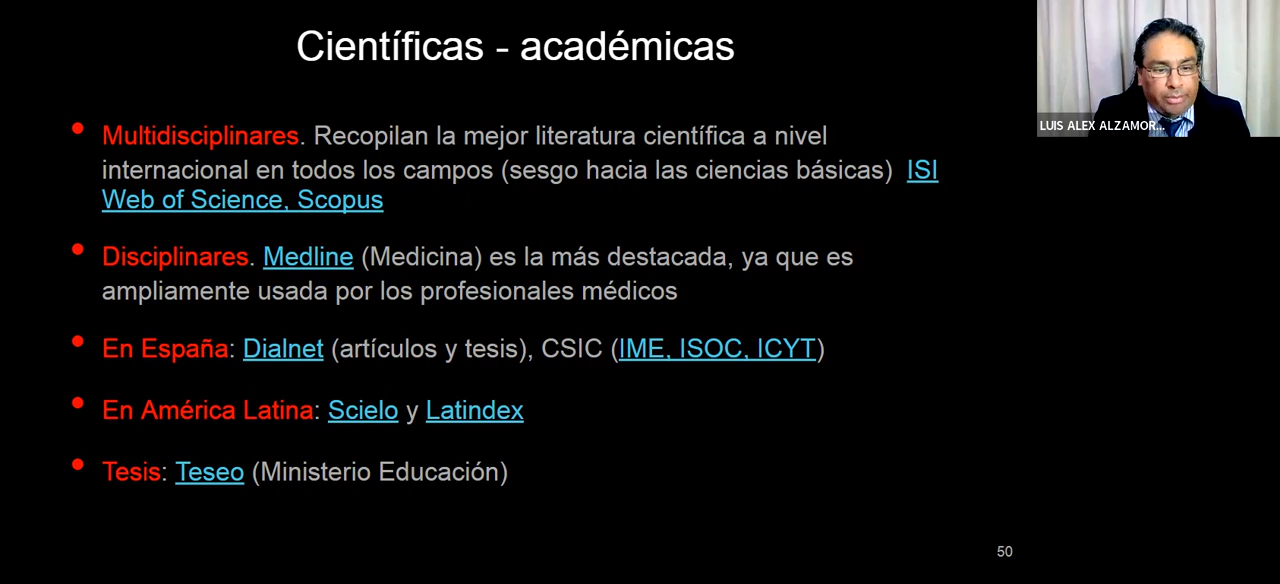 Científicas - académicas
Multidisciplinares. Recopilan la mejor literatura científica a nivel
internacional en todos los campos (sesgo hacia las ciencias básicas) ISI
Web of Science, Scopus
Disciplinares. Medline (Medicina) es la más destacada, ya que es
ampliamente usada por los profesionales médicos
En España: Dialnet (artículos y tesis), CSIC (IME, ISOC, ICYT)
En América Latina: Scielo y Latindex
Tesis: Teseo (Ministerio Educación)
50
LUIS ALEX ALZAMOR...